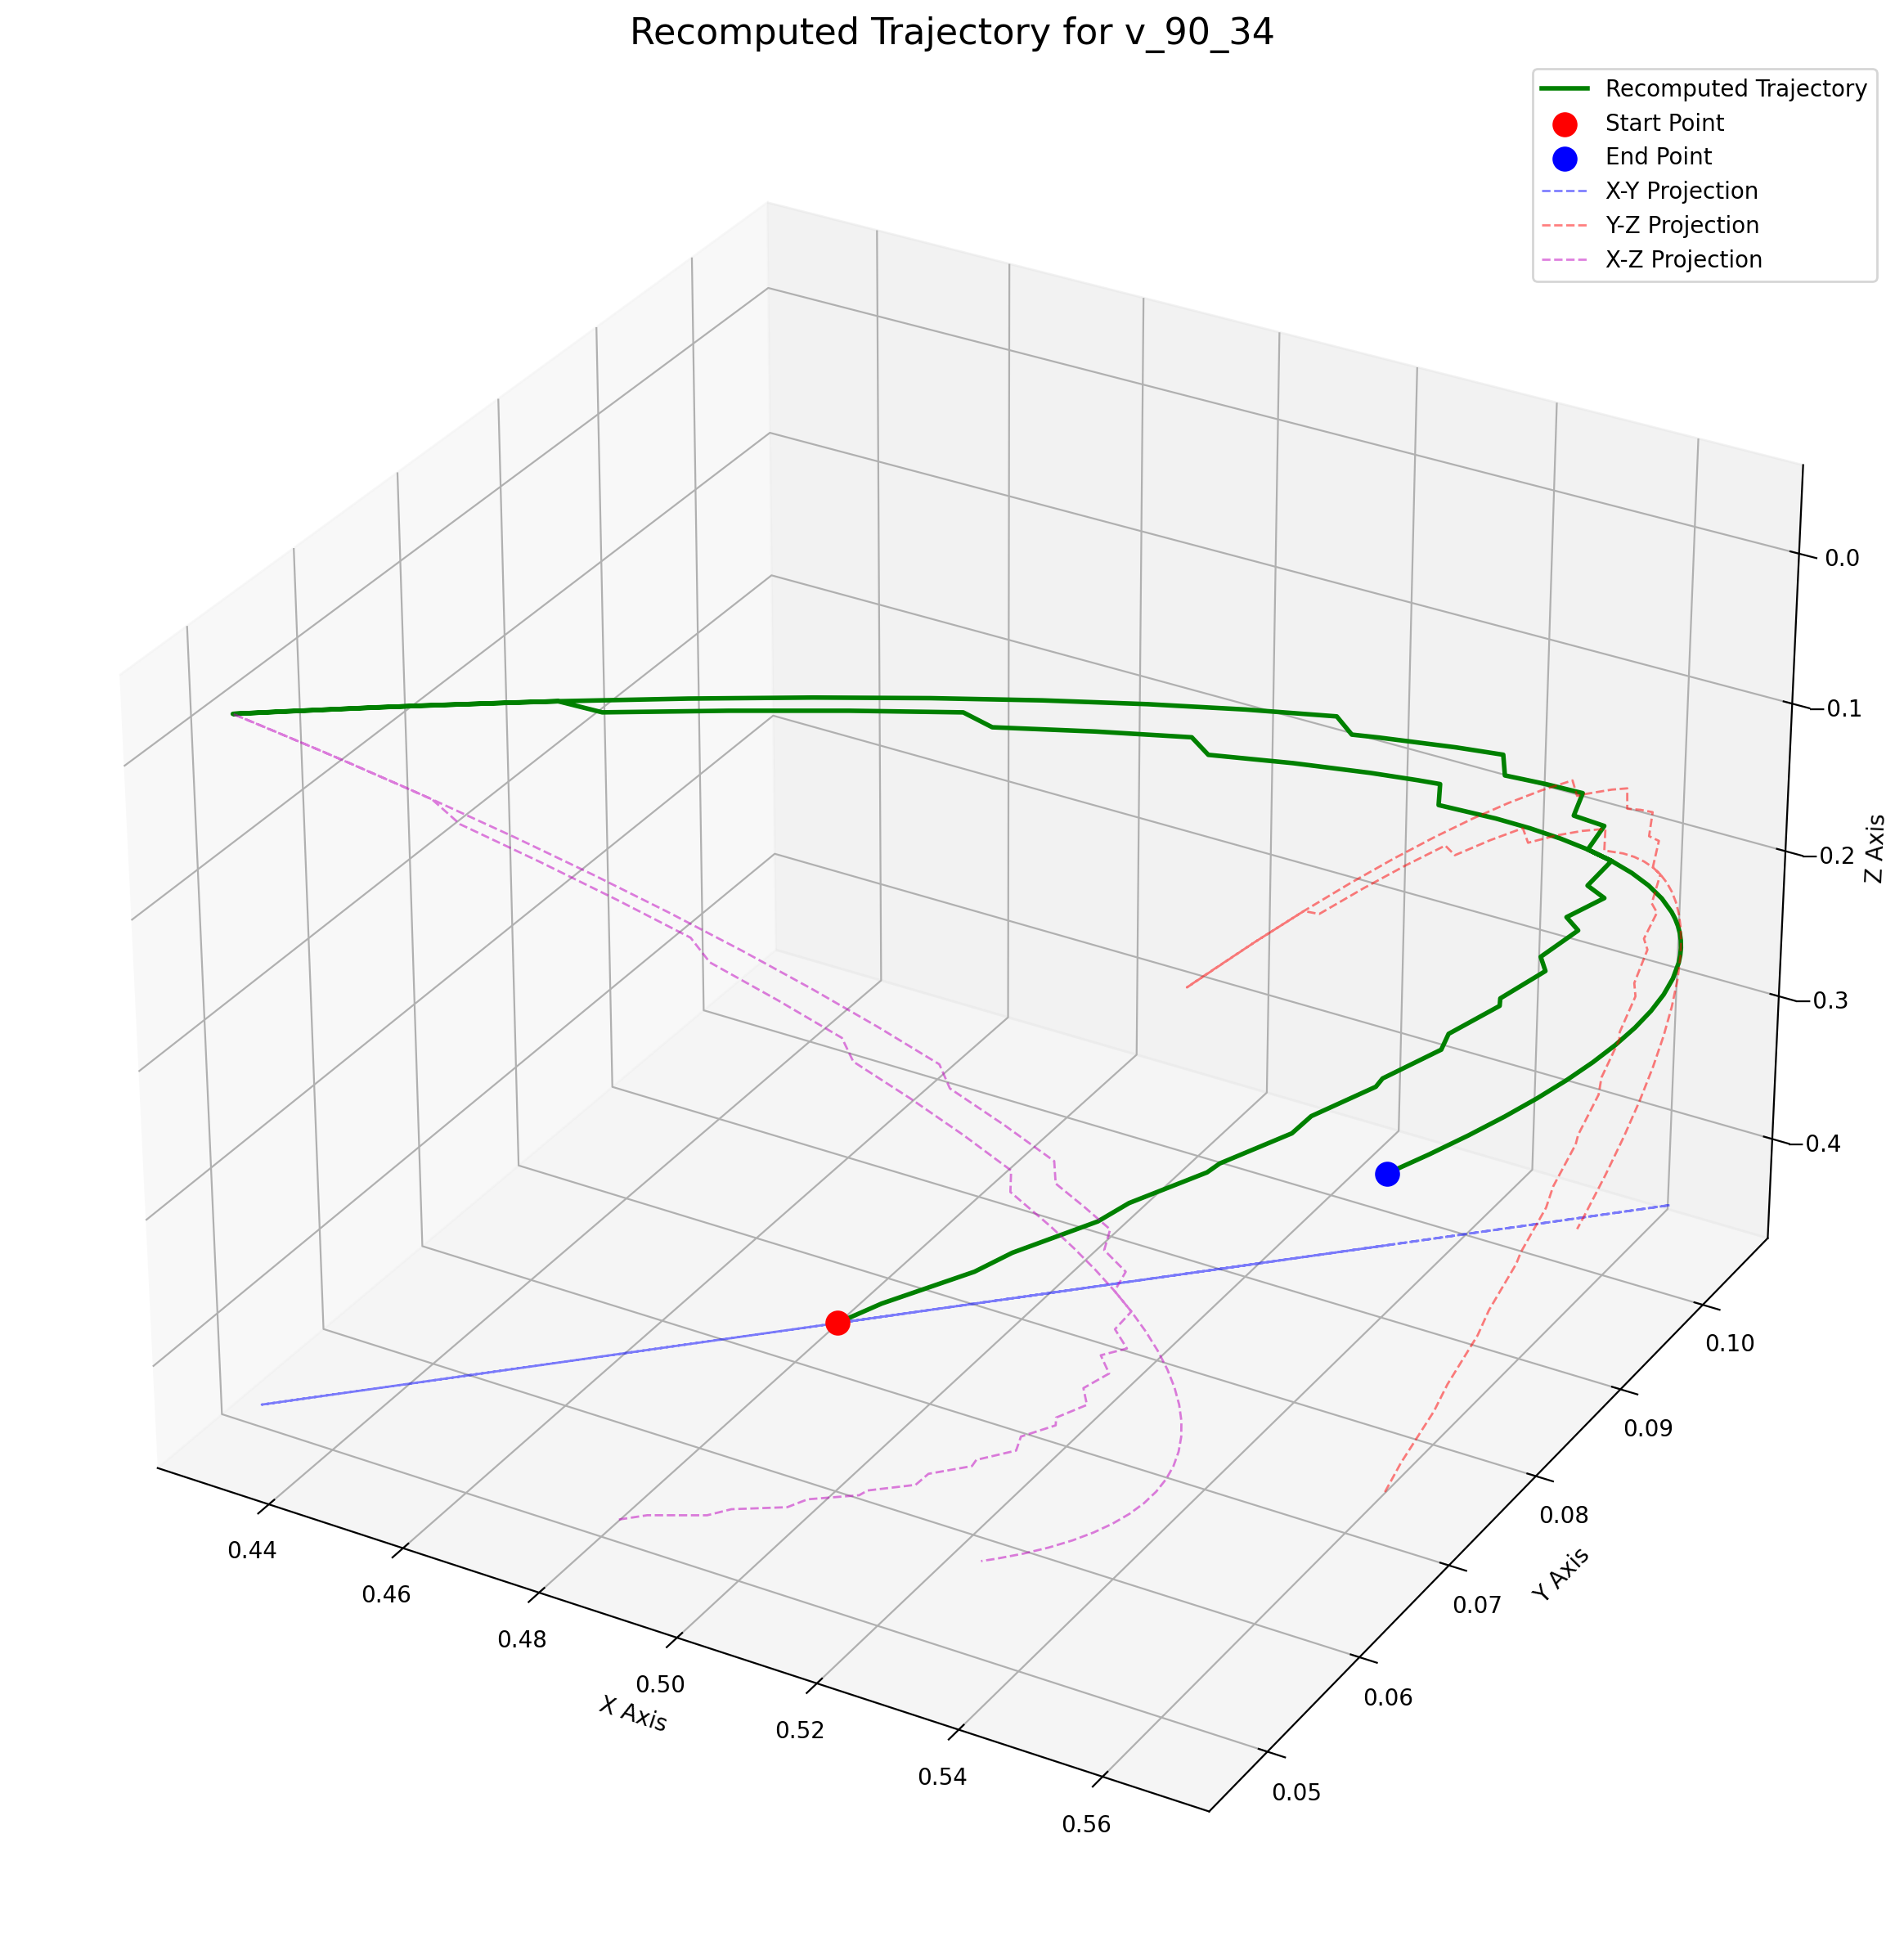 Recomputed Trajectory for v_90_34
Recomputed Trajectory
Start Point
End Point
X-Y Projection
Y-Z Projection
X-Z Projection
0.0
−0.1
−0.2
−0.3
−0.4
Z Axis
0.10
0.09
0.08
0.07
0.06
0.05
Y Axis
0.44
0.46
0.48
0.50
0.52
0.54
0.56
X Axis